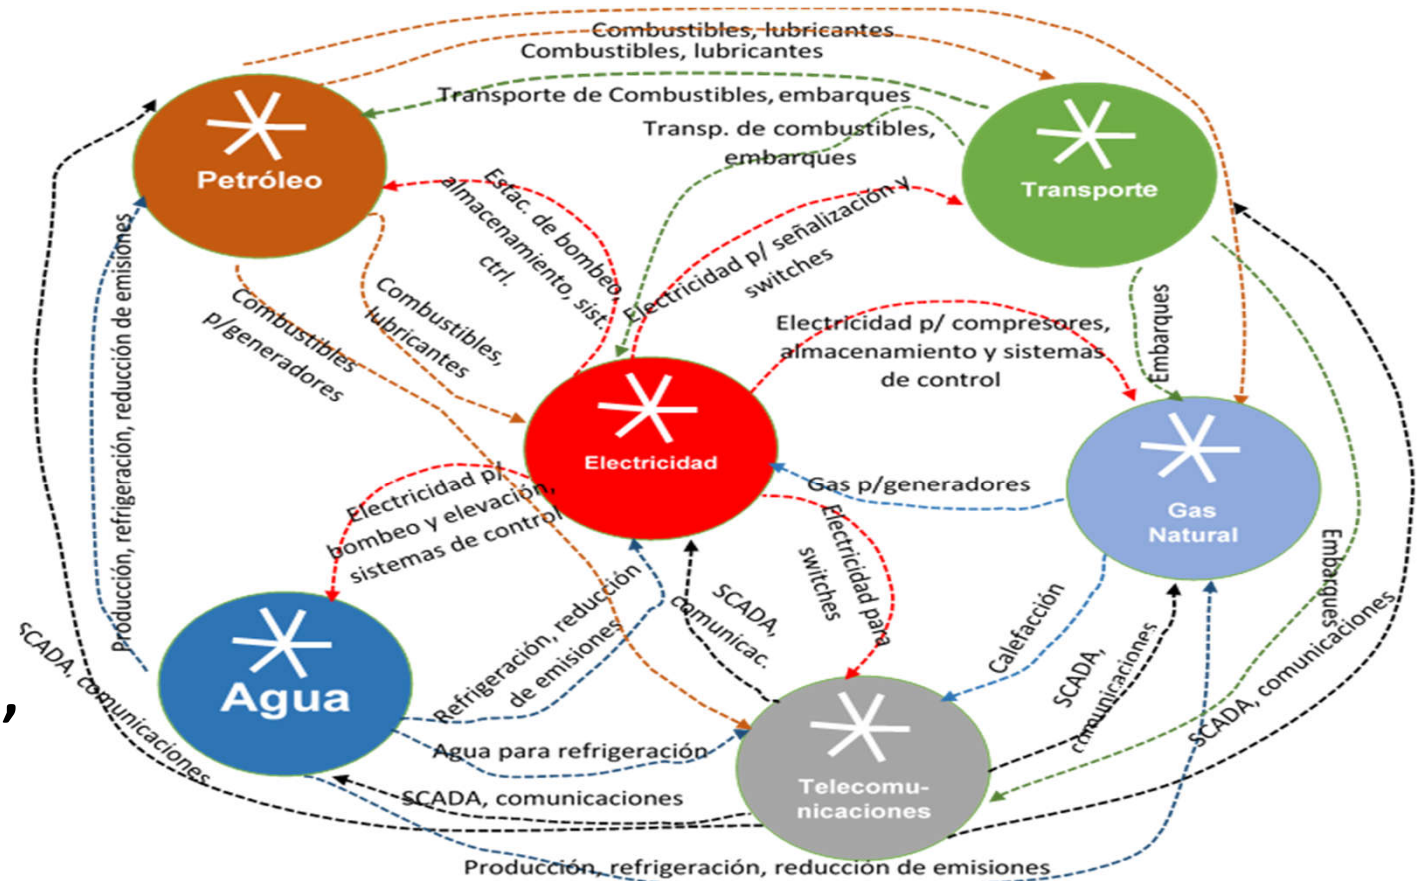 Combustibles, lubricantes
Combustibles, lubricantes
Transporte de Combustibles, embarques
Transp. de combustibles,
embarques
Petróleo
Transporte
Estac. de bombeo,
almacenamiento, sist.
ctrl.
Electricidad p/ señalización y
switches
Producción, refrigeración, reducción de emisiones
Combustibles
p/generadores
Combustibles,
lubricantes
Electricidad p/ compresores,
almacenamiento y sistemas
de control
Embarques
Electricidad
Gas
Natural
Gas p/generadores
Electricidad p/
bombeo y elevación,
sistemas de control
Electricidad para
switches
Embarques
Refrigeración, reducción
de emisiones
SCADA,
comunicac.
Calefacción
SCADA,
comunicaciones
SCADA, comunicaciones
SCADA, comunicaciones
Agua
,
Agua para refrigeración
SCADA, comunicaciones
Telecomu-
nicaciones
Producción, refrigeración, reducción de emisiones